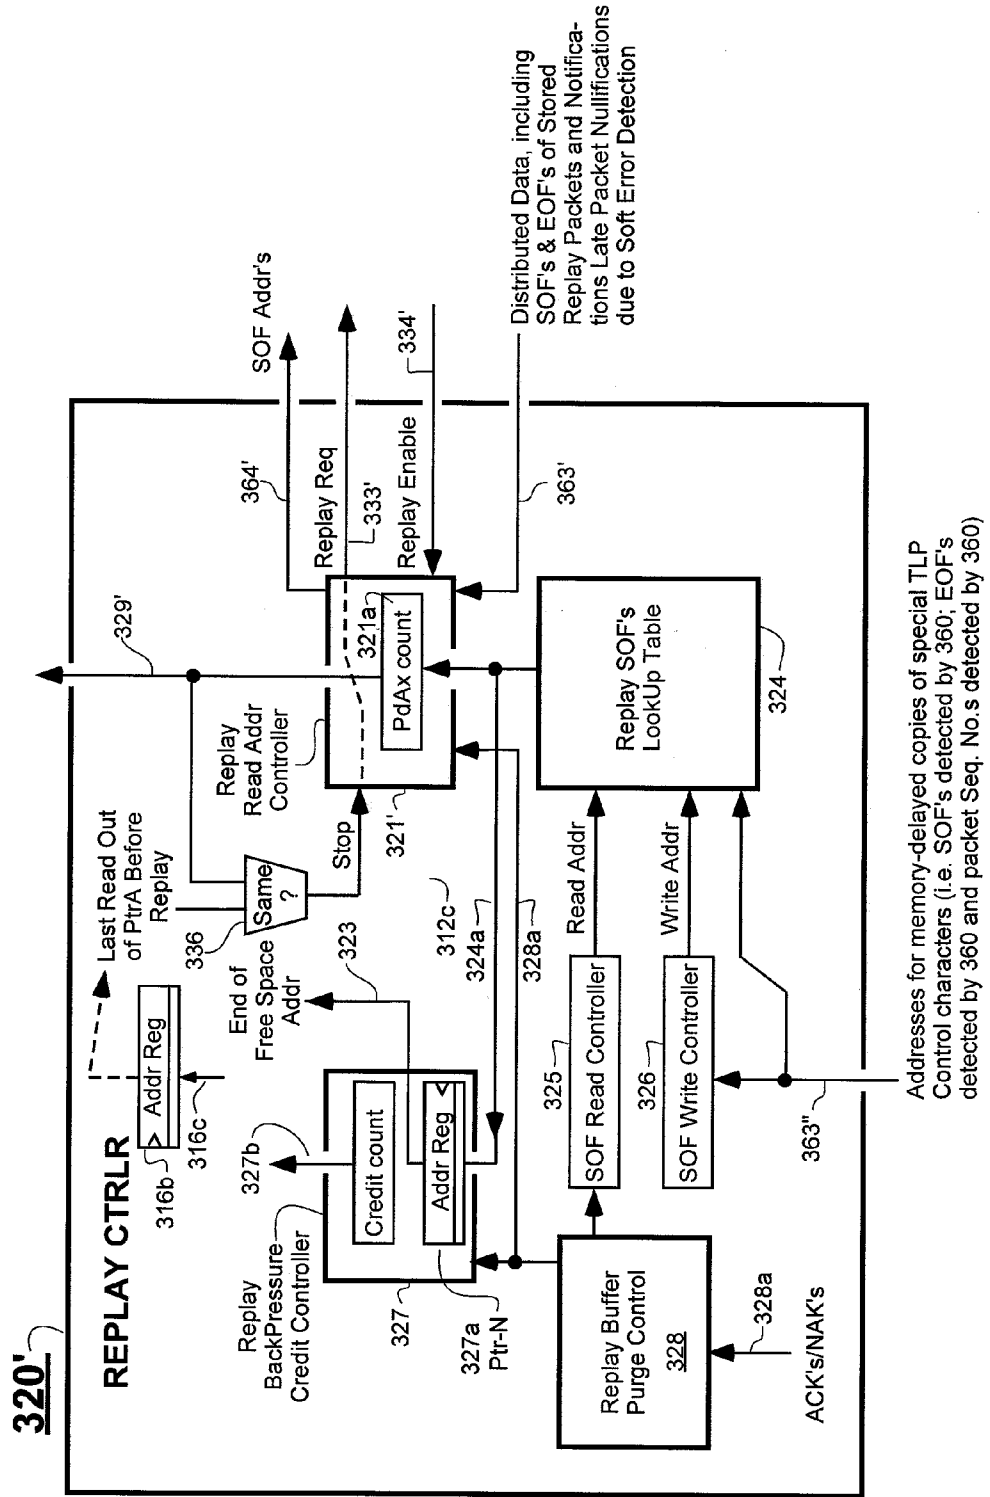 320'
REPLAY CTRLR
316b
> Addr Reg
316c
Last Read Out
of PtrA Before
Replay
336
Same
?
Stop
329'
364'
SOF Addr's
Replay Req
333'
Replay Enable
334'
363'
Distributed Data, including
SOF's & EOF's of Stored
Replay Packets and Notifica-
tions Late Packet Nullifications
due to Soft Error Detection
Replay
Read Addr
Controller
321'
321a
PdAx count
End of
Free Space
Addr
323
312c
324a
328a
327b
Replay
BackPressure
Credit Controller
327
Credit count
Addr Reg <
327a
Ptr-N
325
SOF Read Controller
Read Addr
326
SOF Write Controller
Write Addr
Replay SOF's
LookUp Table
324
Replay Buffer
Purge Control
328
328a
ACK's/NAK's
363"
Addresses for memory-delayed copies of special TLP
Control characters (i.e. SOF's detected by 360; EOF's
detected by 360 and packet Seq. No.s detected by 360)